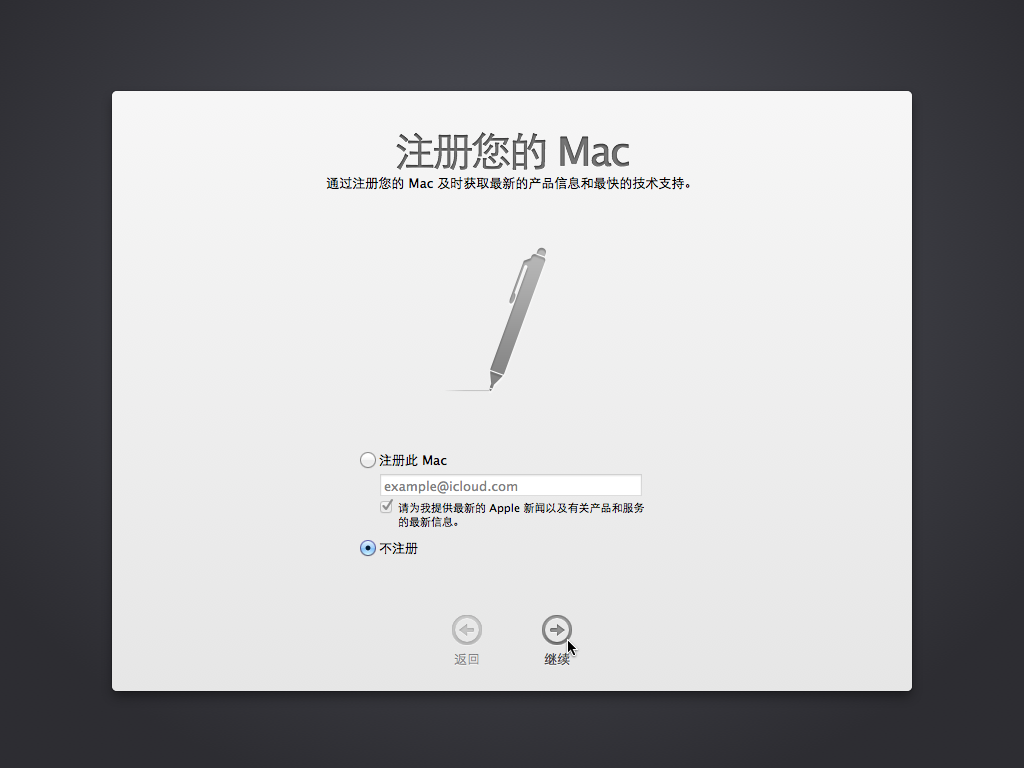 注册您的 Mac
通过注册您的 Mac 及时获取最新的产品信息和最快的技术支持。
注册此 Mac
example@icloud.com
请为我提供最新的 Apple 新闻以及有关产品和服务
的最新信息。
不注册
返回
继续